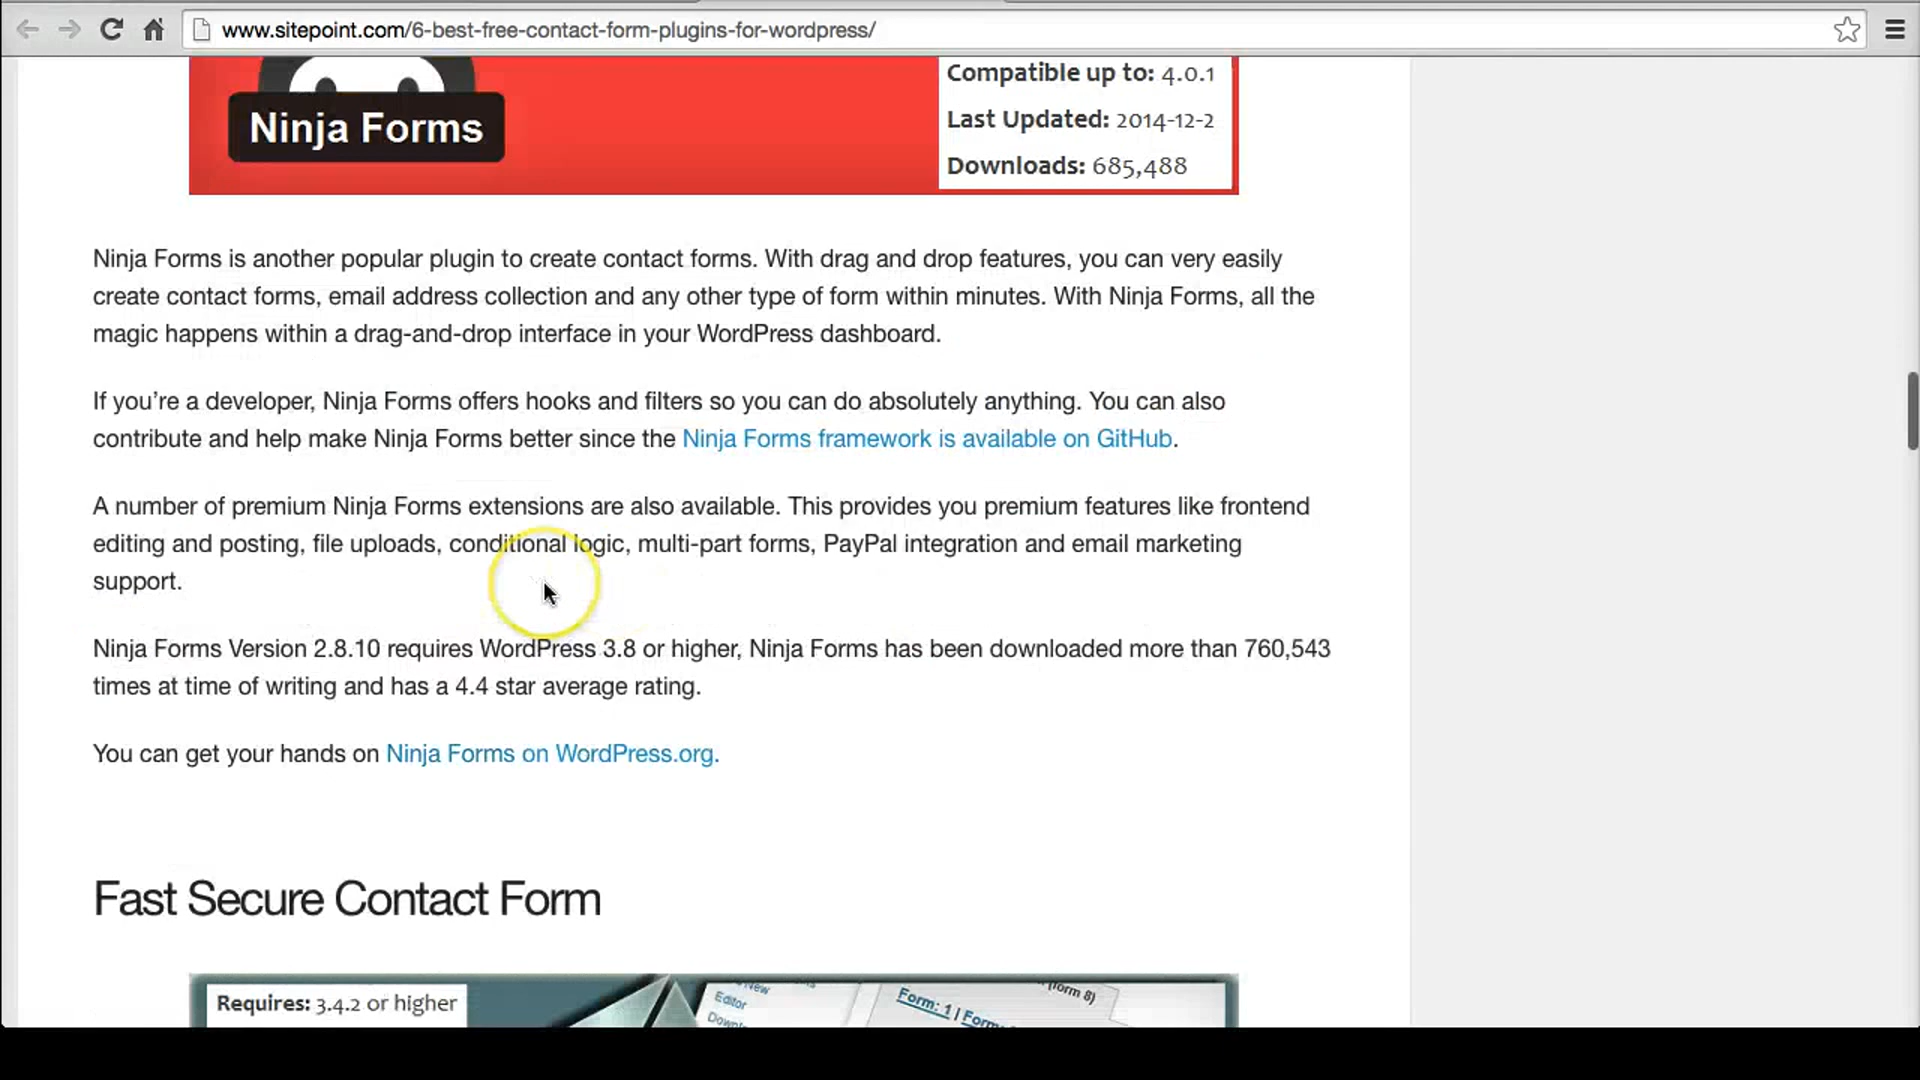 www.sitepoint.com/6-best-free-contact-form-plugins-for-wordpress/
Compatible up to: 4.0.1
Ninja Forms
Last Updated: 2014-12-2
Downloads: 685,488
Ninja Forms is another popular plugin to create contact forms. With drag and drop features, you can very easily
create contact forms, email address collection and any other type of form within minutes. With Ninja Forms, all the
magic happens within a drag-and-drop interface in your WordPress dashboard.
If you’re a developer, Ninja Forms offers hooks and filters so you can do absolutely anything. You can also
contribute and help make Ninja Forms better since the Ninja Forms framework is available on GitHub.
A number of premium Ninja Forms extensions are also available. This provides you premium features like frontend
editing and posting, file uploads, conditional logic, multi-part forms, PayPal integration and email marketing
support.
Ninja Forms Version 2.8.10 requires WordPress 3.8 or higher, Ninja Forms has been downloaded more than 760,543
times at time of writing and has a 4.4 star average rating.
You can get your hands on Ninja Forms on WordPress.org.
Fast Secure Contact Form
Requires: 3.4.2 or higher
New
Editor
(form 8)
Form: 1 |